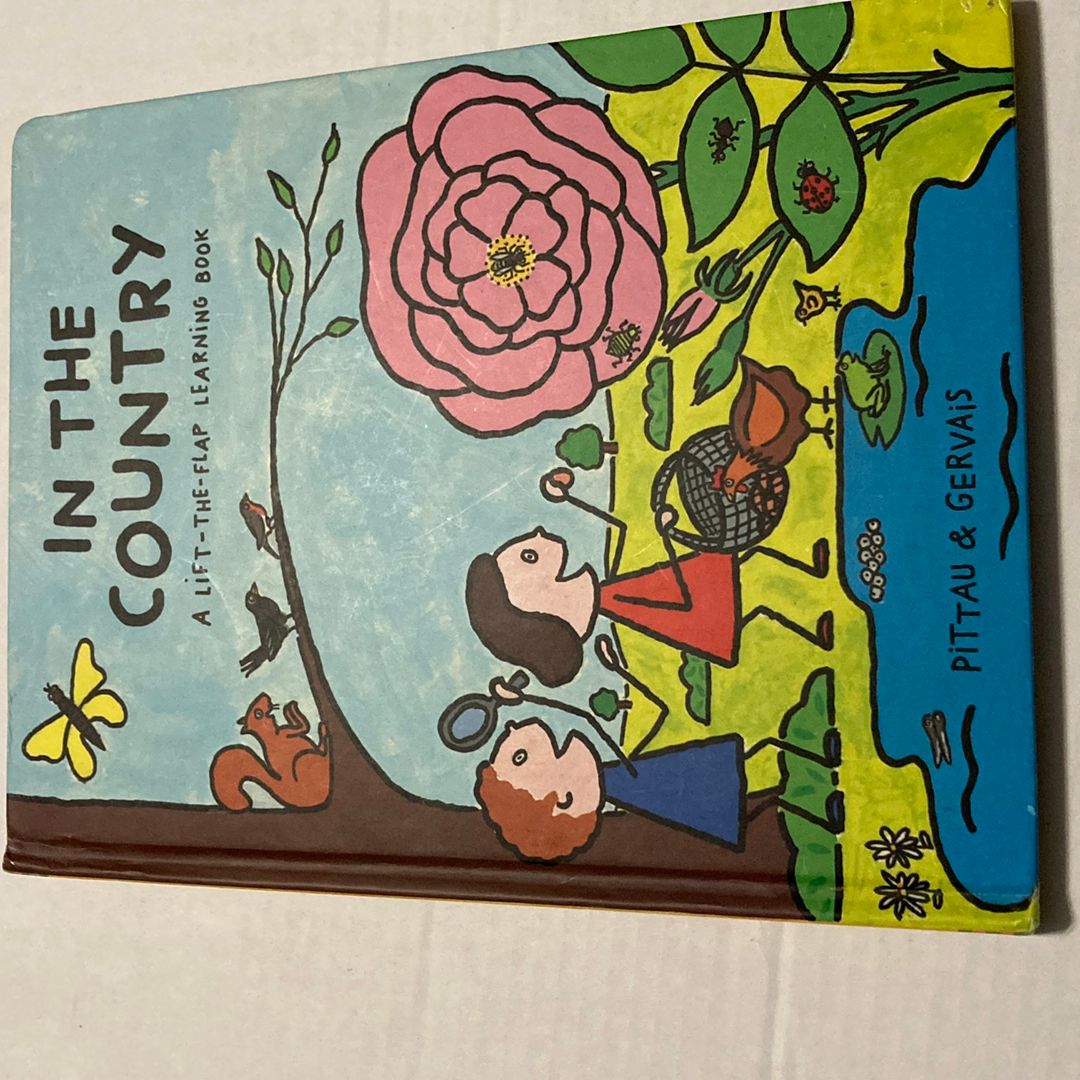 IN THE
COUNTRY
A LiFT-THE-FLAP LEARNiNG BOOK
PiTTAU & GERVAiS